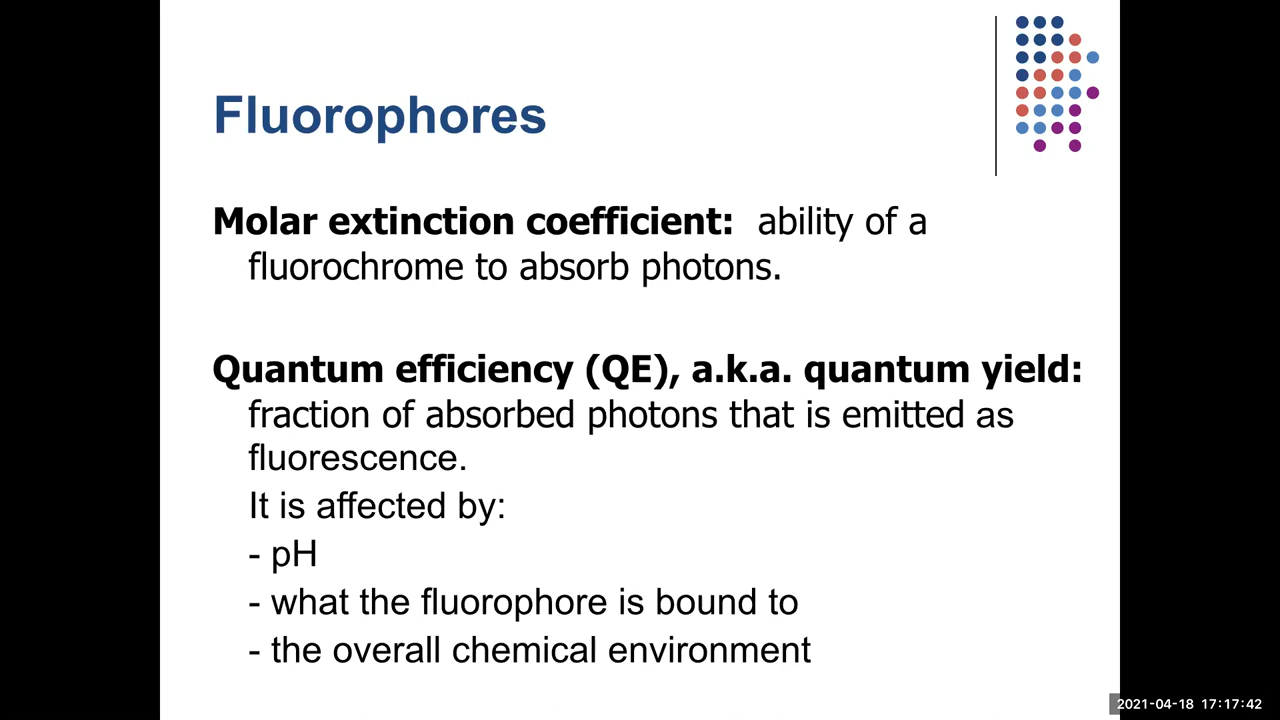 Fluorophores
Molar extinction coefficient: ability of a
fluorochrome to absorb photons.
Quantum efficiency (QE), a.k.a. quantum yield:
fraction of absorbed photons that is emitted as
fluorescence.
It is affected by:
- pH
- what the fluorophore is bound to
- the overall chemical environment
2021-04-18 17:17:42